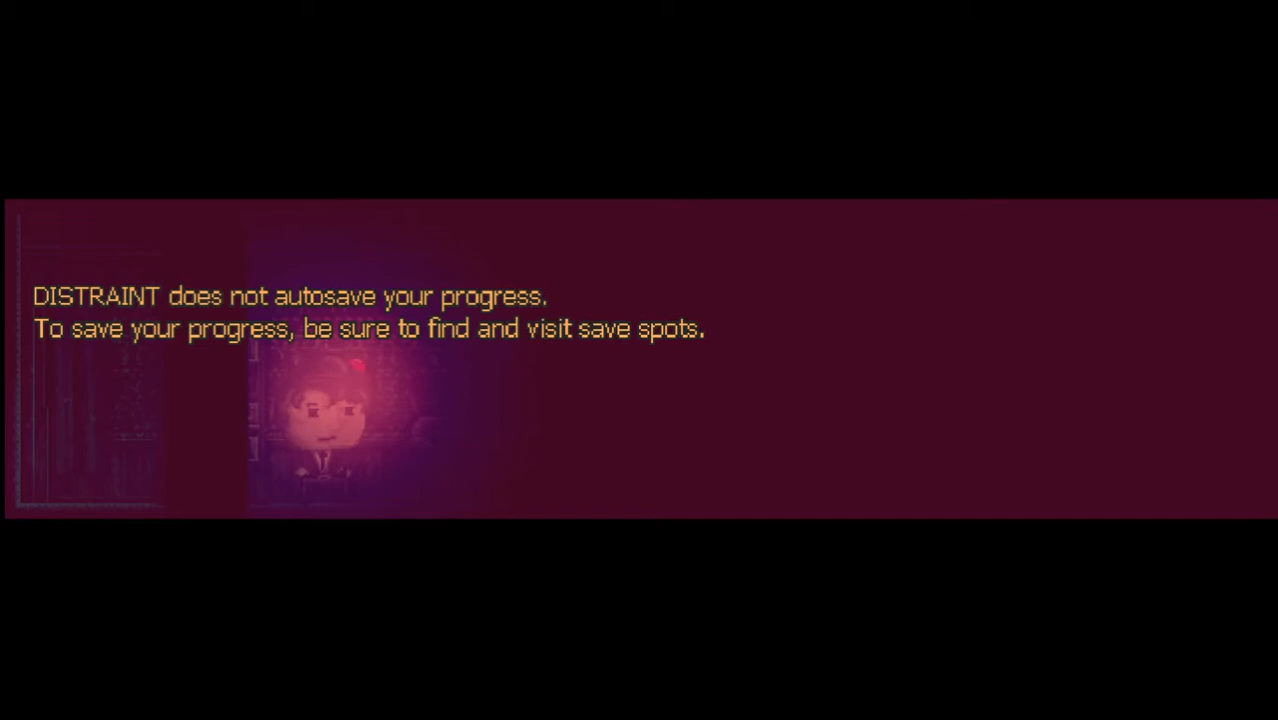 DISTRAINT does not autosave your progress.
To save your progress, be sure to find and visit save spots.